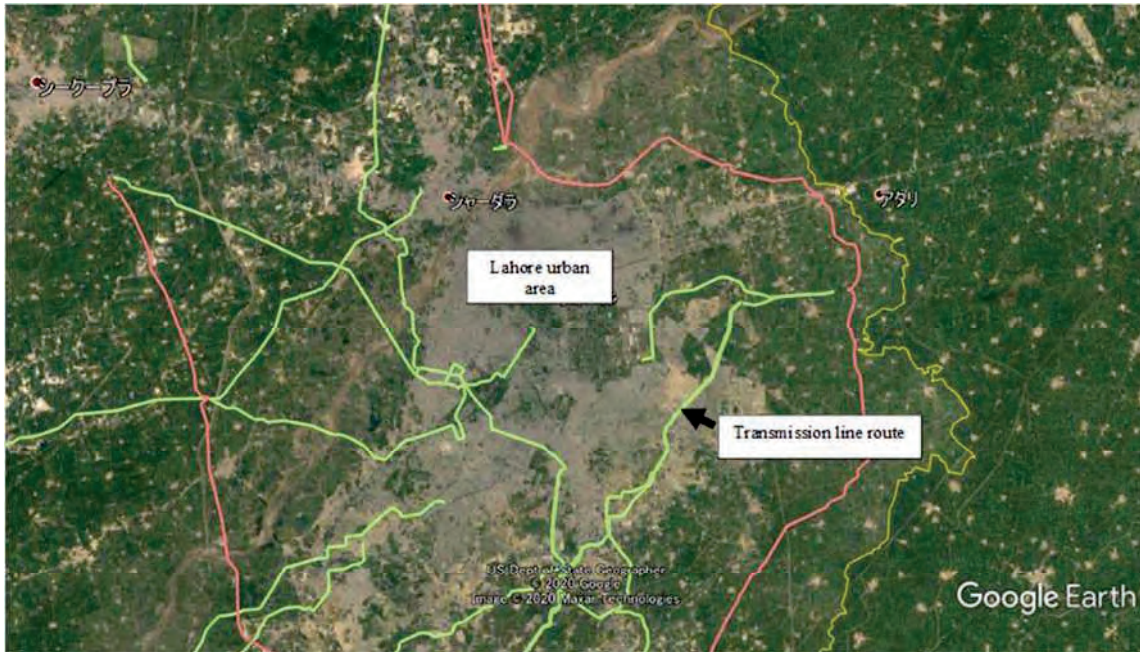 シークープラ
シャーダラ
アタリ
Lahore urban
area
Transmission line route
US Dept of State Geographer
© 2020 Google
Image © 2020 Maxar Technologies
Google Earth